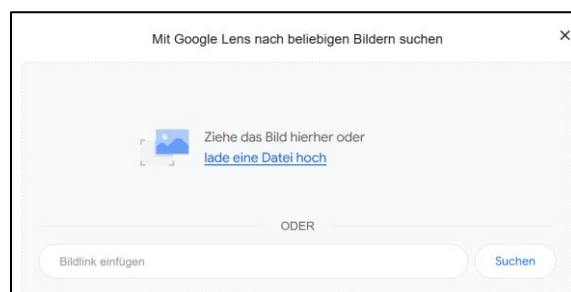 Mit Google Lens nach beliebigen Bildern suchen
Ziehe das Bild hierher oder
lade eine Datei hoch
ODER
Bildlink einfügen
Suchen